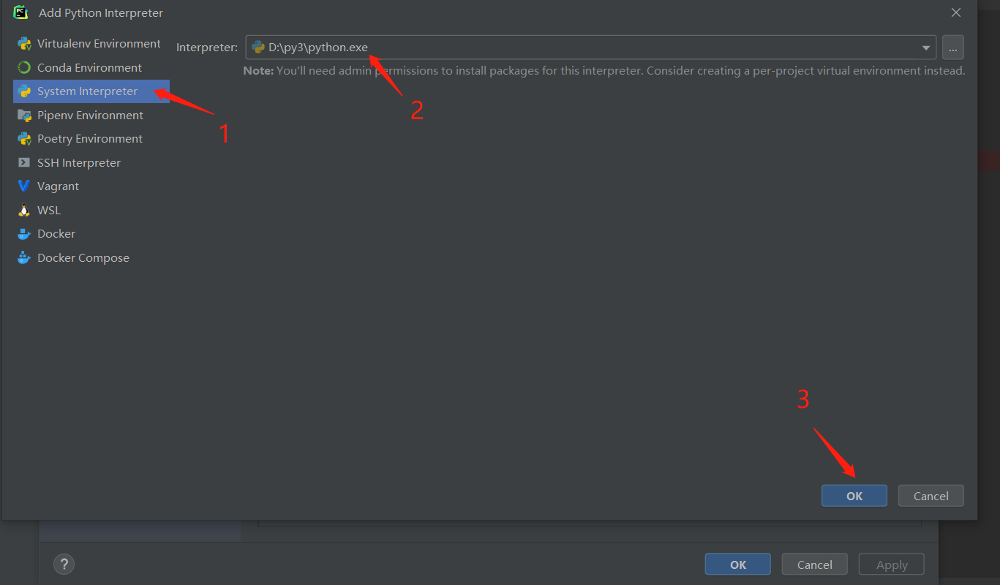 Add Python Interpreter
Virtualenv Environment
Conda Environment
System Interpreter
Pipenv Environment
Poetry Environment
SSH Interpreter
Vagrant
WSL
Docker
Docker Compose
Interpreter: D:\py3\python.exe ...
Note: You'll need admin permissions to install packages for this interpreter. Consider creating a per-project virtual environment instead.
1
2
3
OK Cancel
? OK Cancel Apply